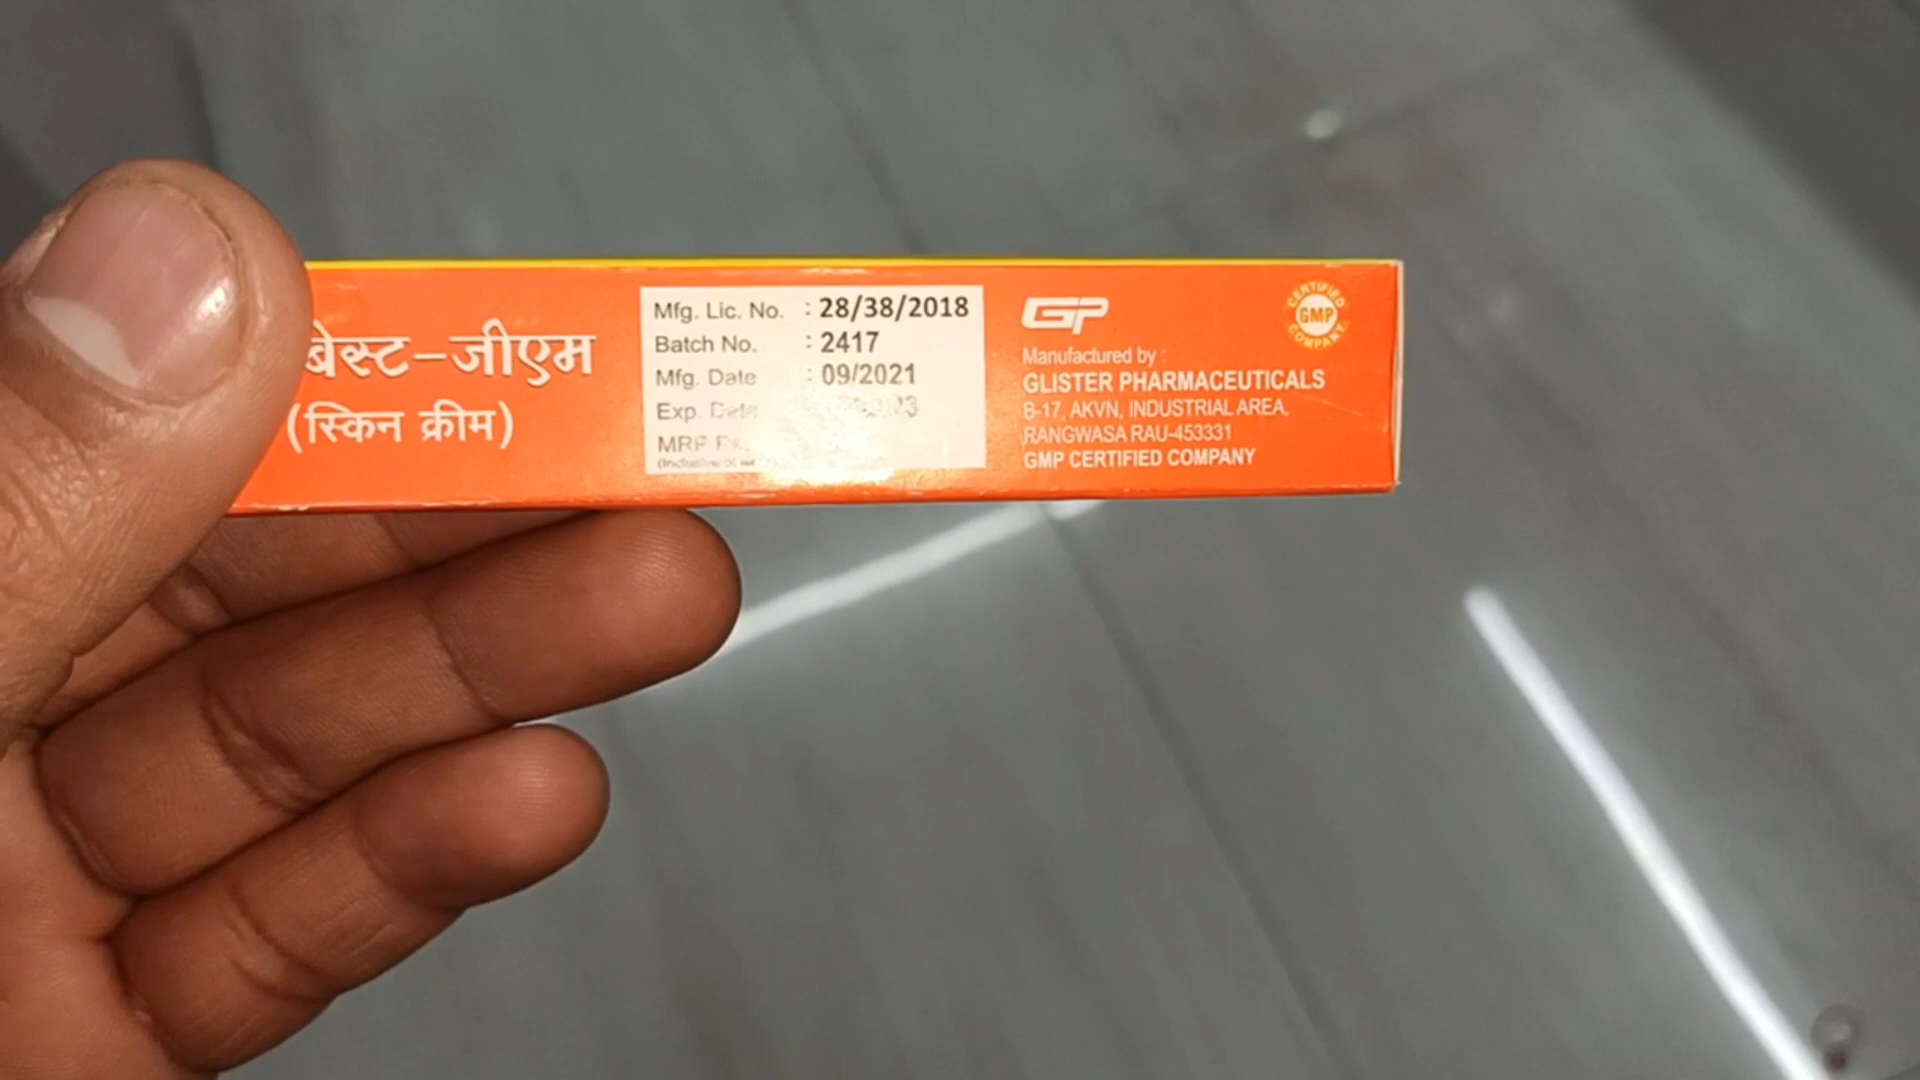 बेस्ट-जीएम
(स्किन क्रीम)
Mfg. Lic. No. : 28/38/2018
Batch No. : 2417
Mfg. Date : 09/2021
Exp. Date
MRP
GP
CERTIFIED GMP COMPANY
Manufactured by :
GLISTER PHARMACEUTICALS
B-17, AKVN, INDUSTRIAL AREA,
RANGWASA RAU-453331
GMP CERTIFIED COMPANY